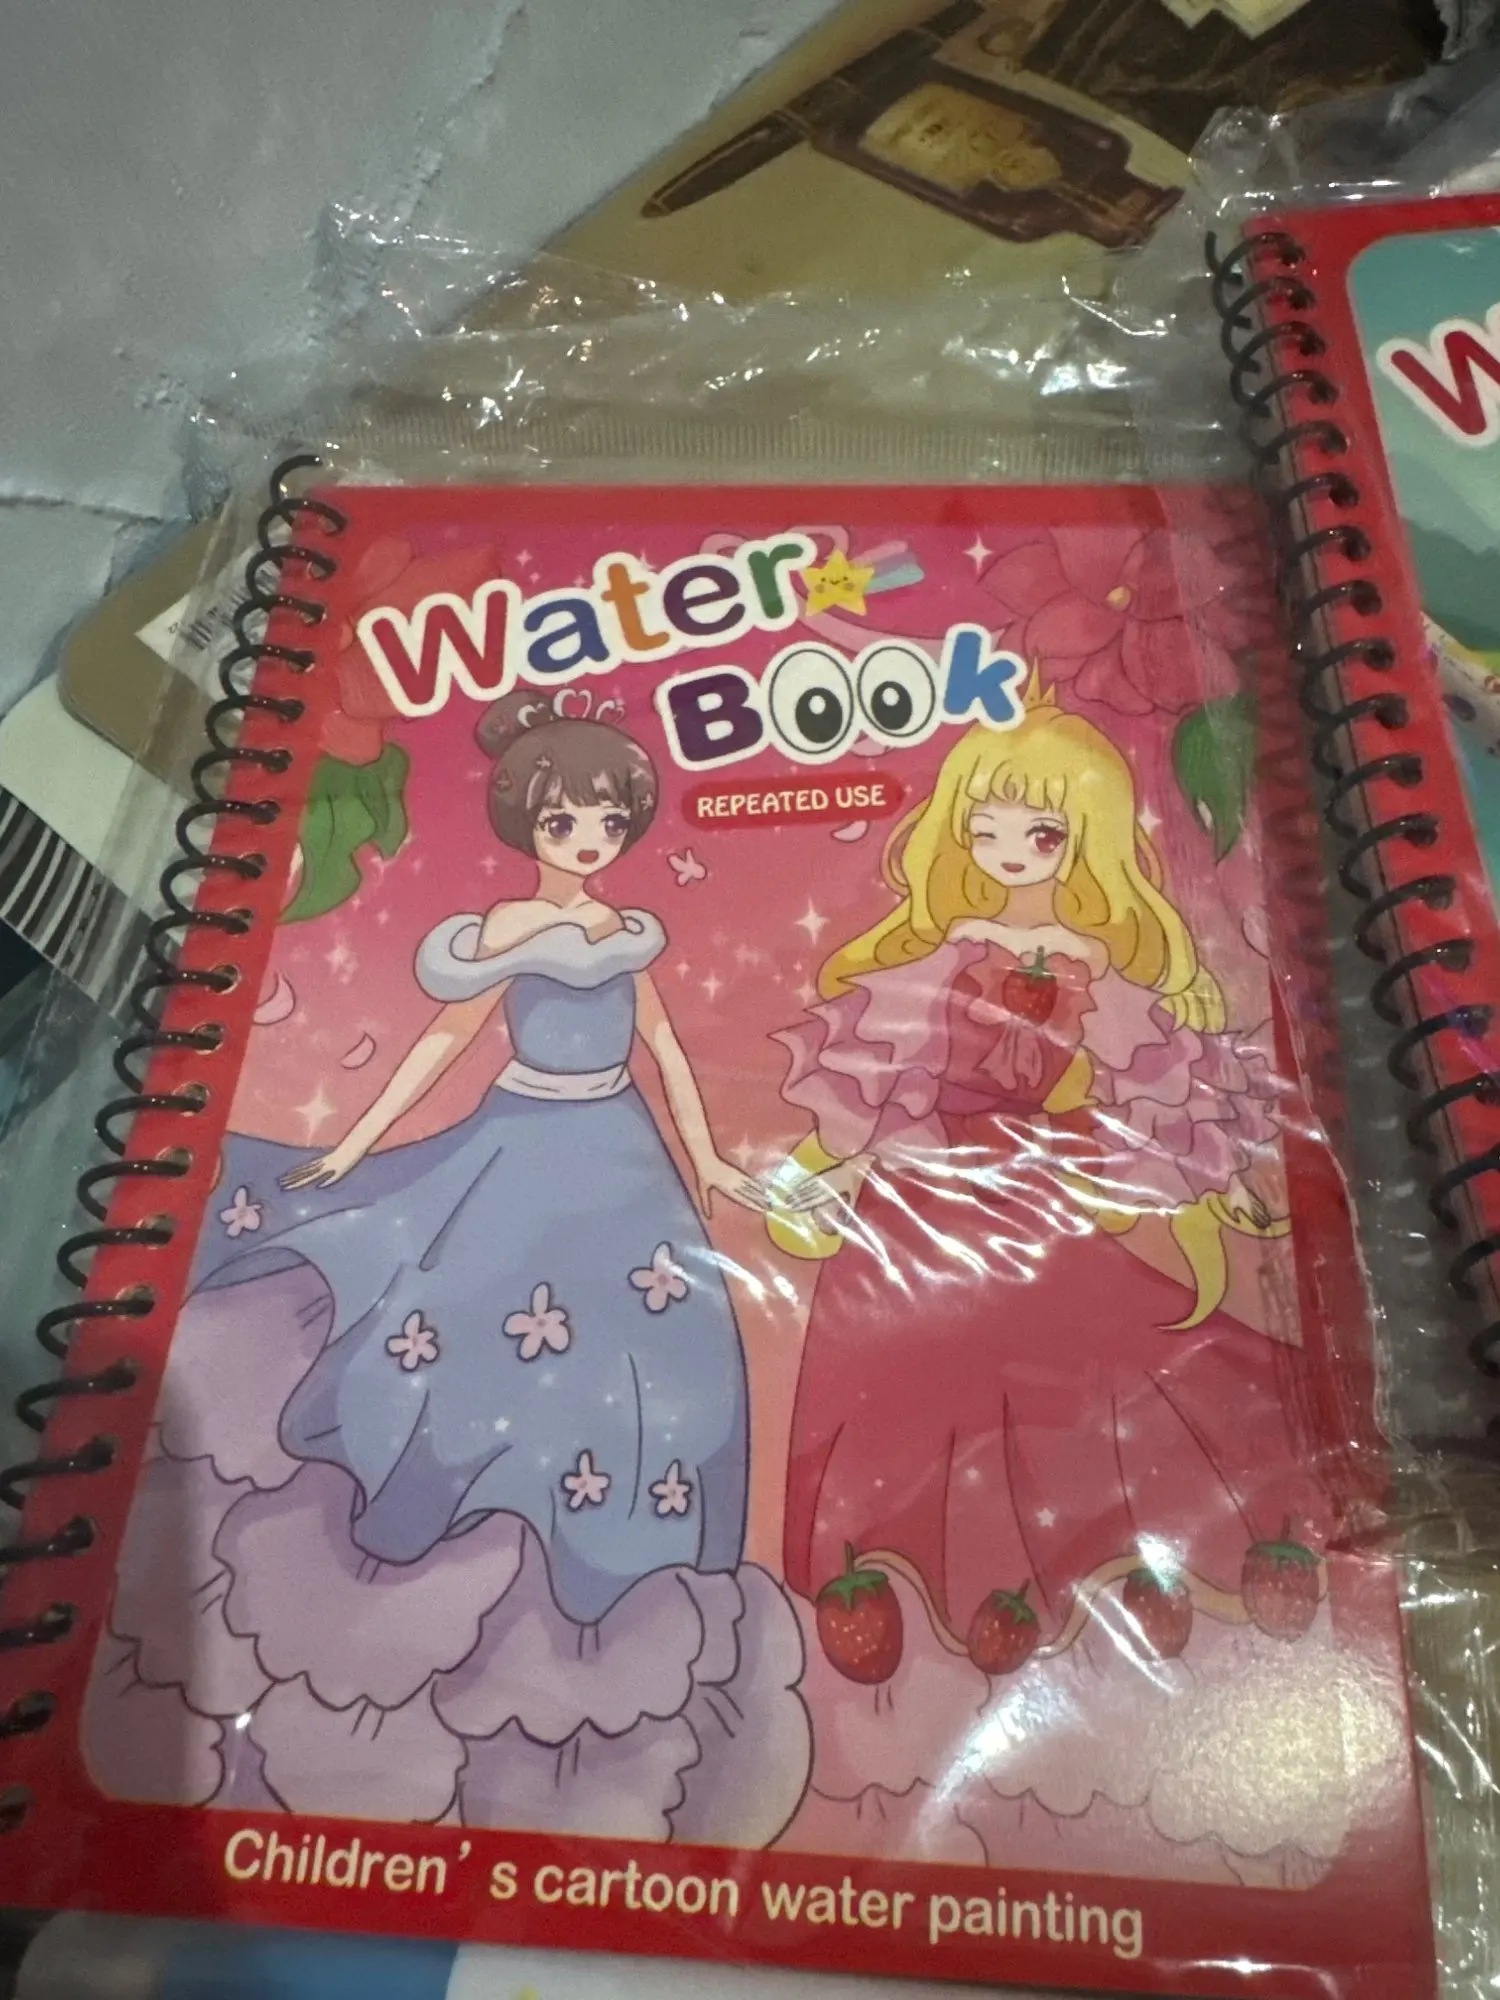 Water
BOOk
REPEATED USE
Children's cartoon water painting
W